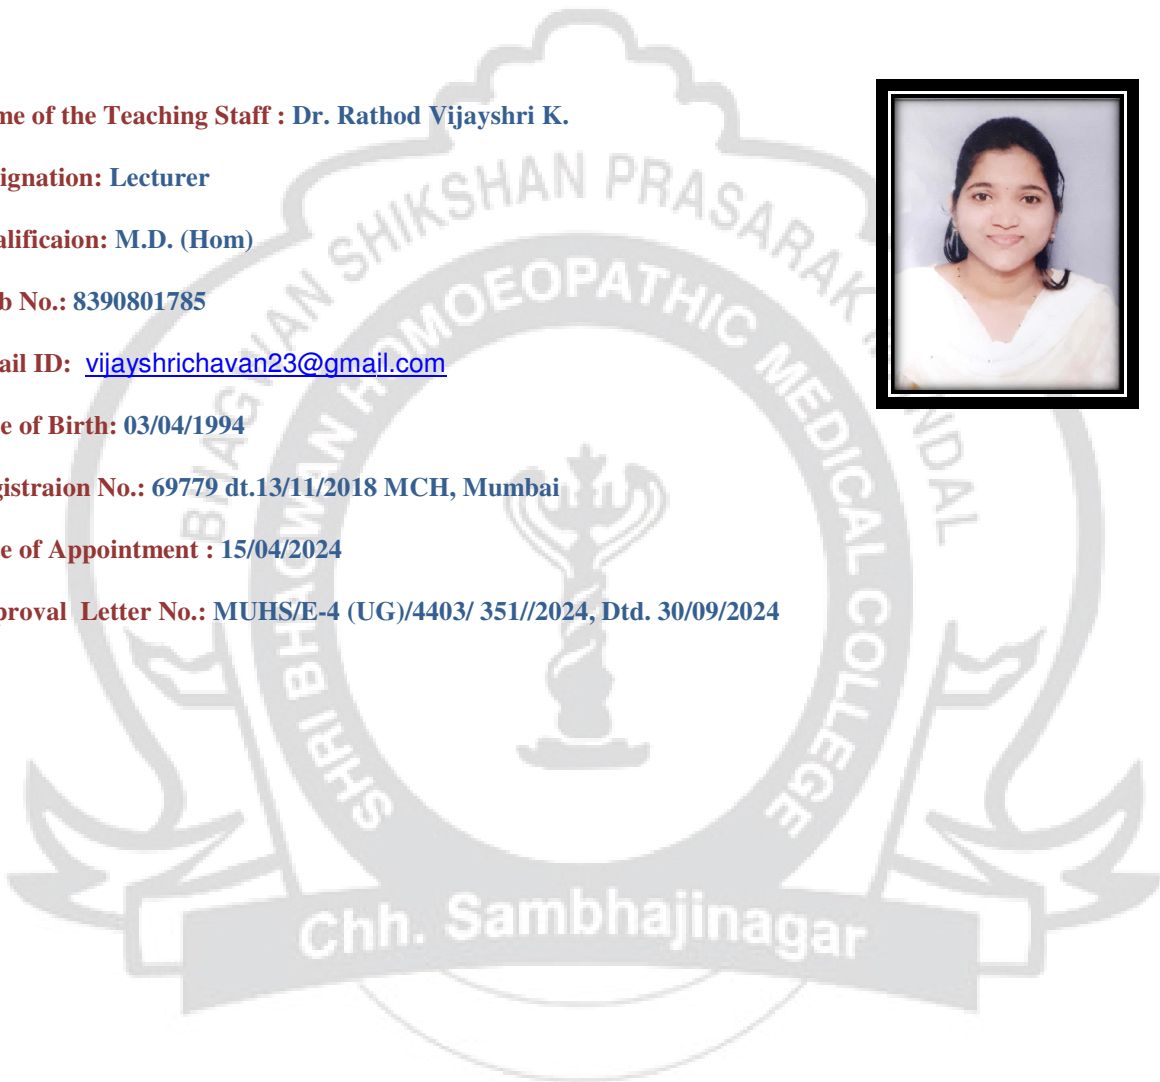 me of the Teaching Staff : Dr. Rathod Vijayshri K.
ignation: Lecturer
alificaion: M.D. (Hom)
b No.: 8390801785
ail ID: vijayshrichavan23@gmail.com
e of Birth: 03/04/1994
gistraion No.: 69779 dt.13/11/2018 MCH, Mumbai
e of Appointment : 15/04/2024
proval Letter No.: MUHS/E-4 (UG)/4403/ 351//2024, Dtd. 30/09/2024
BHAGWAN SHIKSHAN PRASARAK NDAL
SHRI BHAGWAN HOMOEOPATHIC MEDICAL COLLEGE
Chh. Sambhajinagar